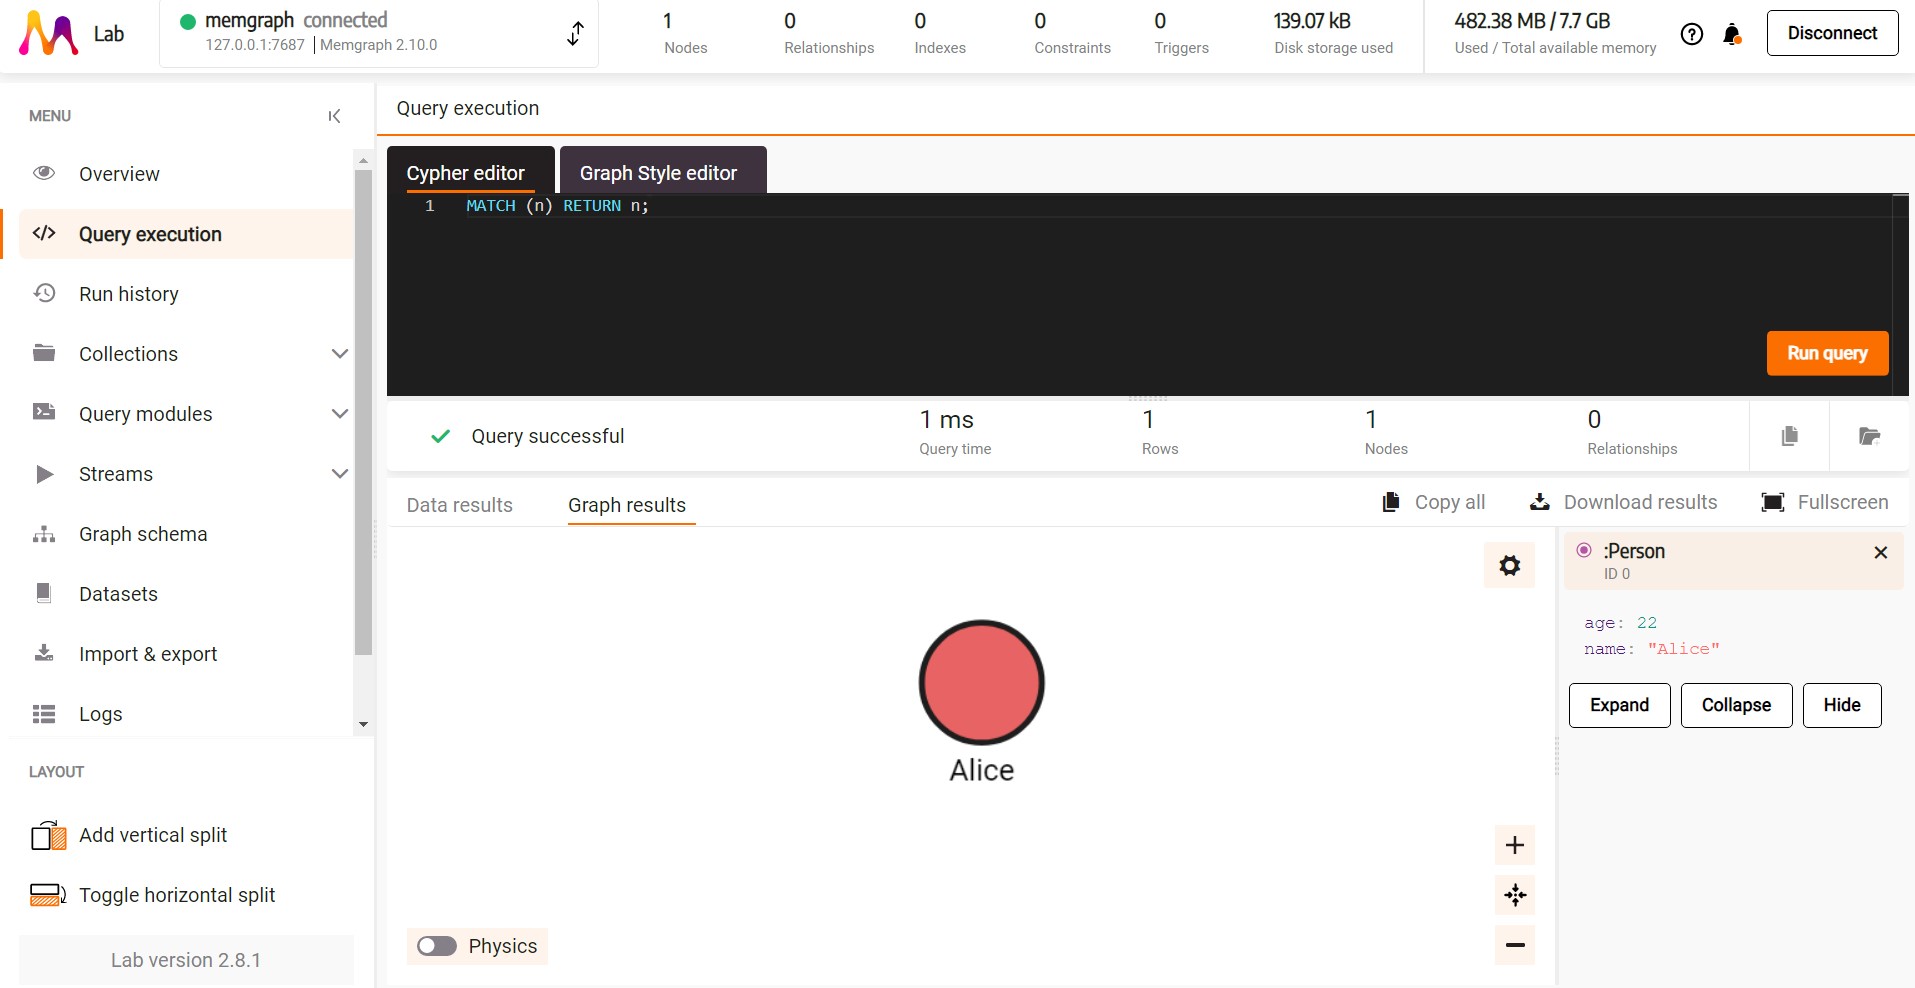 Lab
memgraph connected
127.0.0.1:7687 | Memgraph 2.10.0
1
Nodes
0
Relationships
0
Indexes
0
Constraints
0
Triggers
139.07 kB
Disk storage used
482.38 MB / 7.7 GB
Used / Total available memory
Disconnect
MENU
Overview
Query execution
Run history
Collections
Query modules
Streams
Graph schema
Datasets
Import & export
Logs
LAYOUT
Add vertical split
Toggle horizontal split
Lab version 2.8.1
Query execution
Cypher editor
Graph Style editor
1 MATCH (n) RETURN n;
Run query
Query successful
1 ms
Query time
1
Rows
1
Nodes
0
Relationships
Data results
Graph results
Copy all
Download results
Fullscreen
Alice
Physics
:Person
ID 0
age: 22
name: "Alice"
Expand
Collapse
Hide